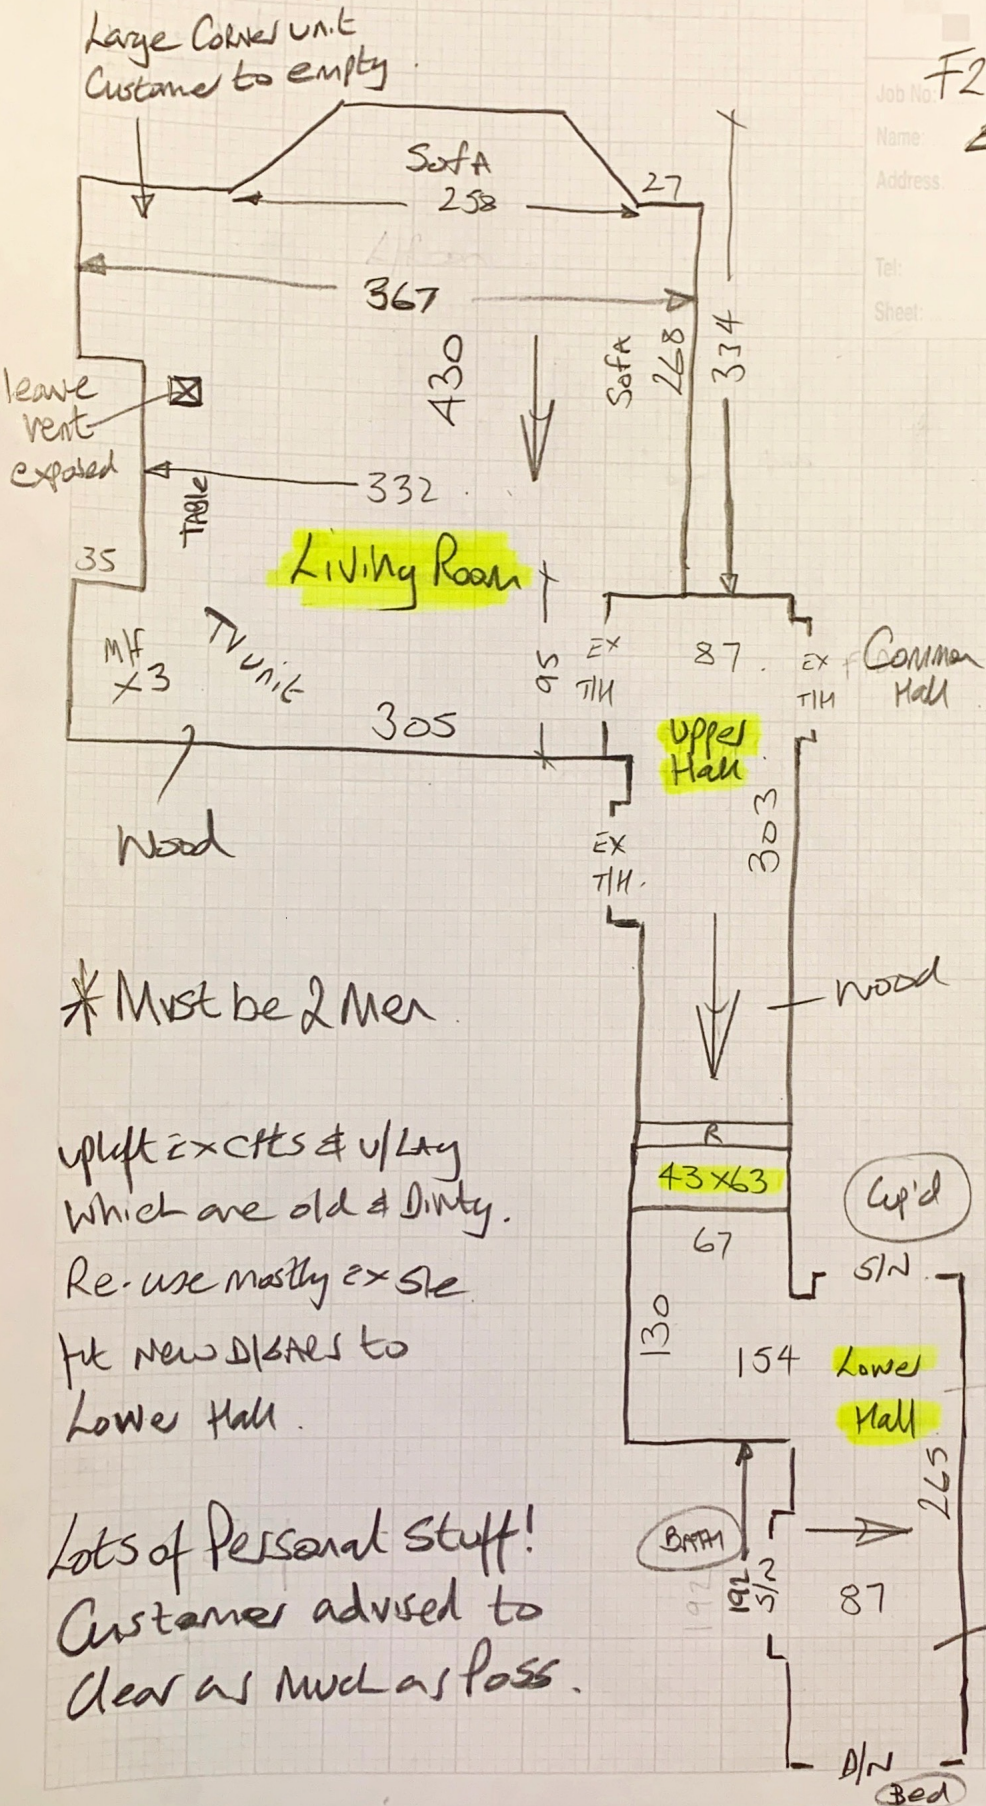 Large Corner unit
Customer to empty.
F2
Job No:
Name:
Address
Tel:
Sheet:
Sofa
258
27
367
430
Sofa
268
334
leave
vent
exposed
332
TABle
35
Living Room
MH
x3
TV unit
305
95
EX
T/H
87.
EX
T/H
Common
Hall
Upper
Hall
303
Wood
EX
T/H.
* Must be 2 Men
Wood
R
43x63
67
Cup'd
S/N
130
154
Lower
Hall
265
uplift Ex Cpts & U/Lay
Which are old & Dirty.
Re-use mostly Ex
fit New D/BARs to
Lower Hall.
BATH
192
192
S/N
87
Lots of Personal Stuff!
Customer advised to
Clear as Much as Poss.
D/N
Bed